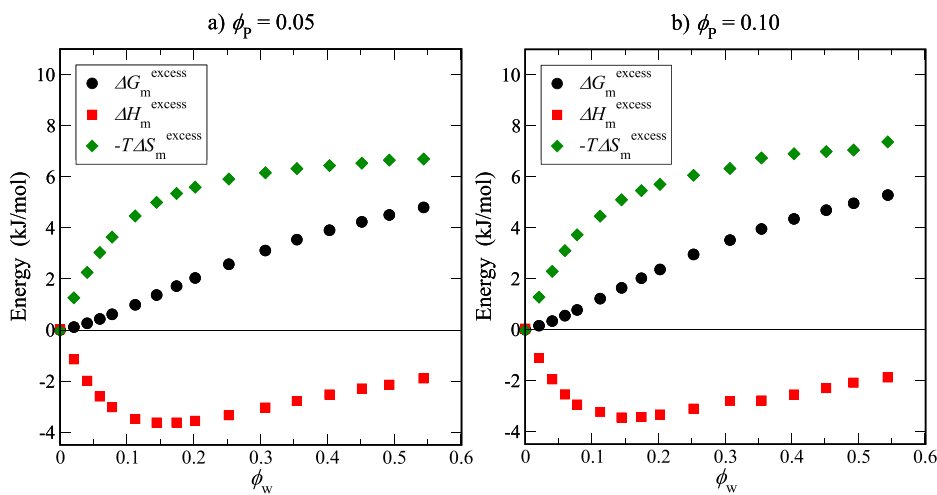 a) ϕP = 0.05
b) ϕP = 0.10
Energy (kJ/mol)
10
8
6
4
2
0
-2
-4
ΔGm excess
ΔHm excess
-TΔSm excess
0
0.1
0.2
0.3
0.4
0.5
0.6
ϕw
Energy (kJ/mol)
10
8
6
4
2
0
-2
-4
ΔGm excess
ΔHm excess
-TΔSm excess
0
0.1
0.2
0.3
0.4
0.5
0.6
ϕw